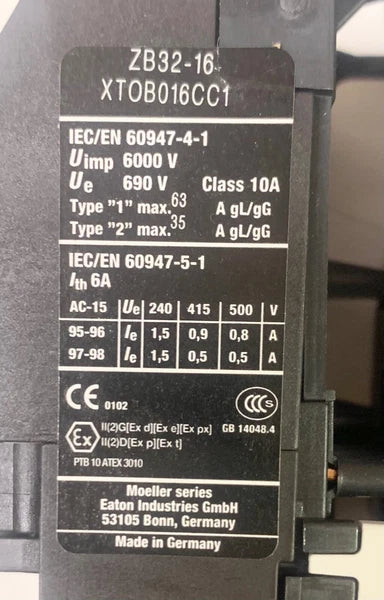 ZB32-16
XTOB016CC1
IEC/EN 60947-4-1
Uimp 6000 V
Ue 690 V Class 10A
Type "1" max. 63 A gL/gG
Type "2" max. 35 A gL/gG
IEC/EN 60947-5-1
Ith 6A
AC-15 Ue 240 415 500 V
95-96 Ie 1,5 0,9 0,8 A
97-98 Ie 1,5 0,5 0,5 A
CE 0102 CCC S
Ex II(2)G[Ex d][Ex e][Ex px] GB 14048.4
II(2)D[Ex p][Ex t]
PTB 10 ATEX 3010
Moeller series
Eaton Industries GmbH
53105 Bonn, Germany
Made in Germany